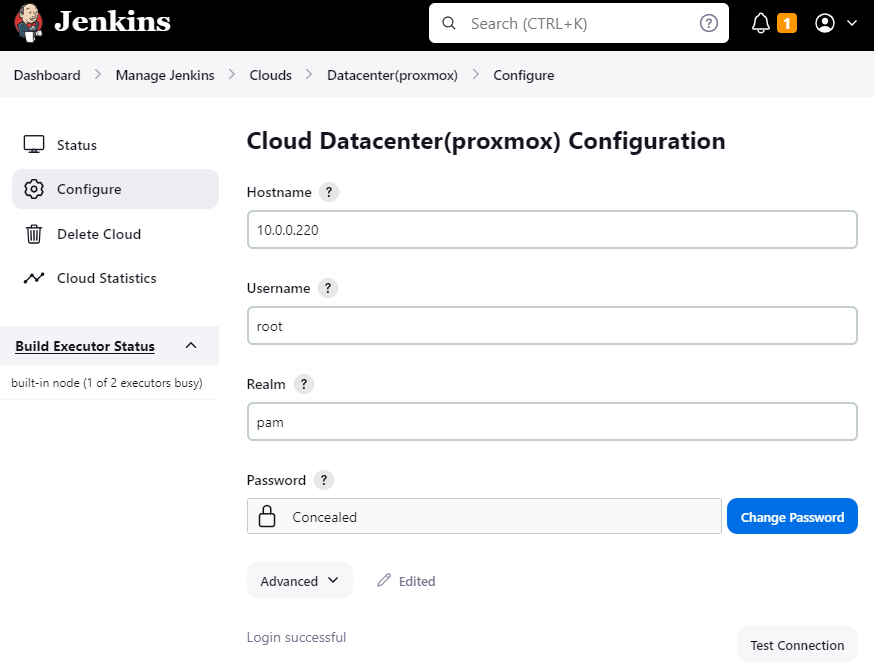 Jenkins
Search (CTRL+K)
?
1
Dashboard > Manage Jenkins > Clouds > Datacenter(proxmox) > Configure
Status
Configure
Delete Cloud
Cloud Statistics
Build Executor Status
built-in node (1 of 2 executors busy)
Cloud Datacenter(proxmox) Configuration
Hostname ?
10.0.0.220
Username ?
root
Realm ?
pam
Password ?
Concealed
Change Password
Advanced
Edited
Login successful
Test Connection